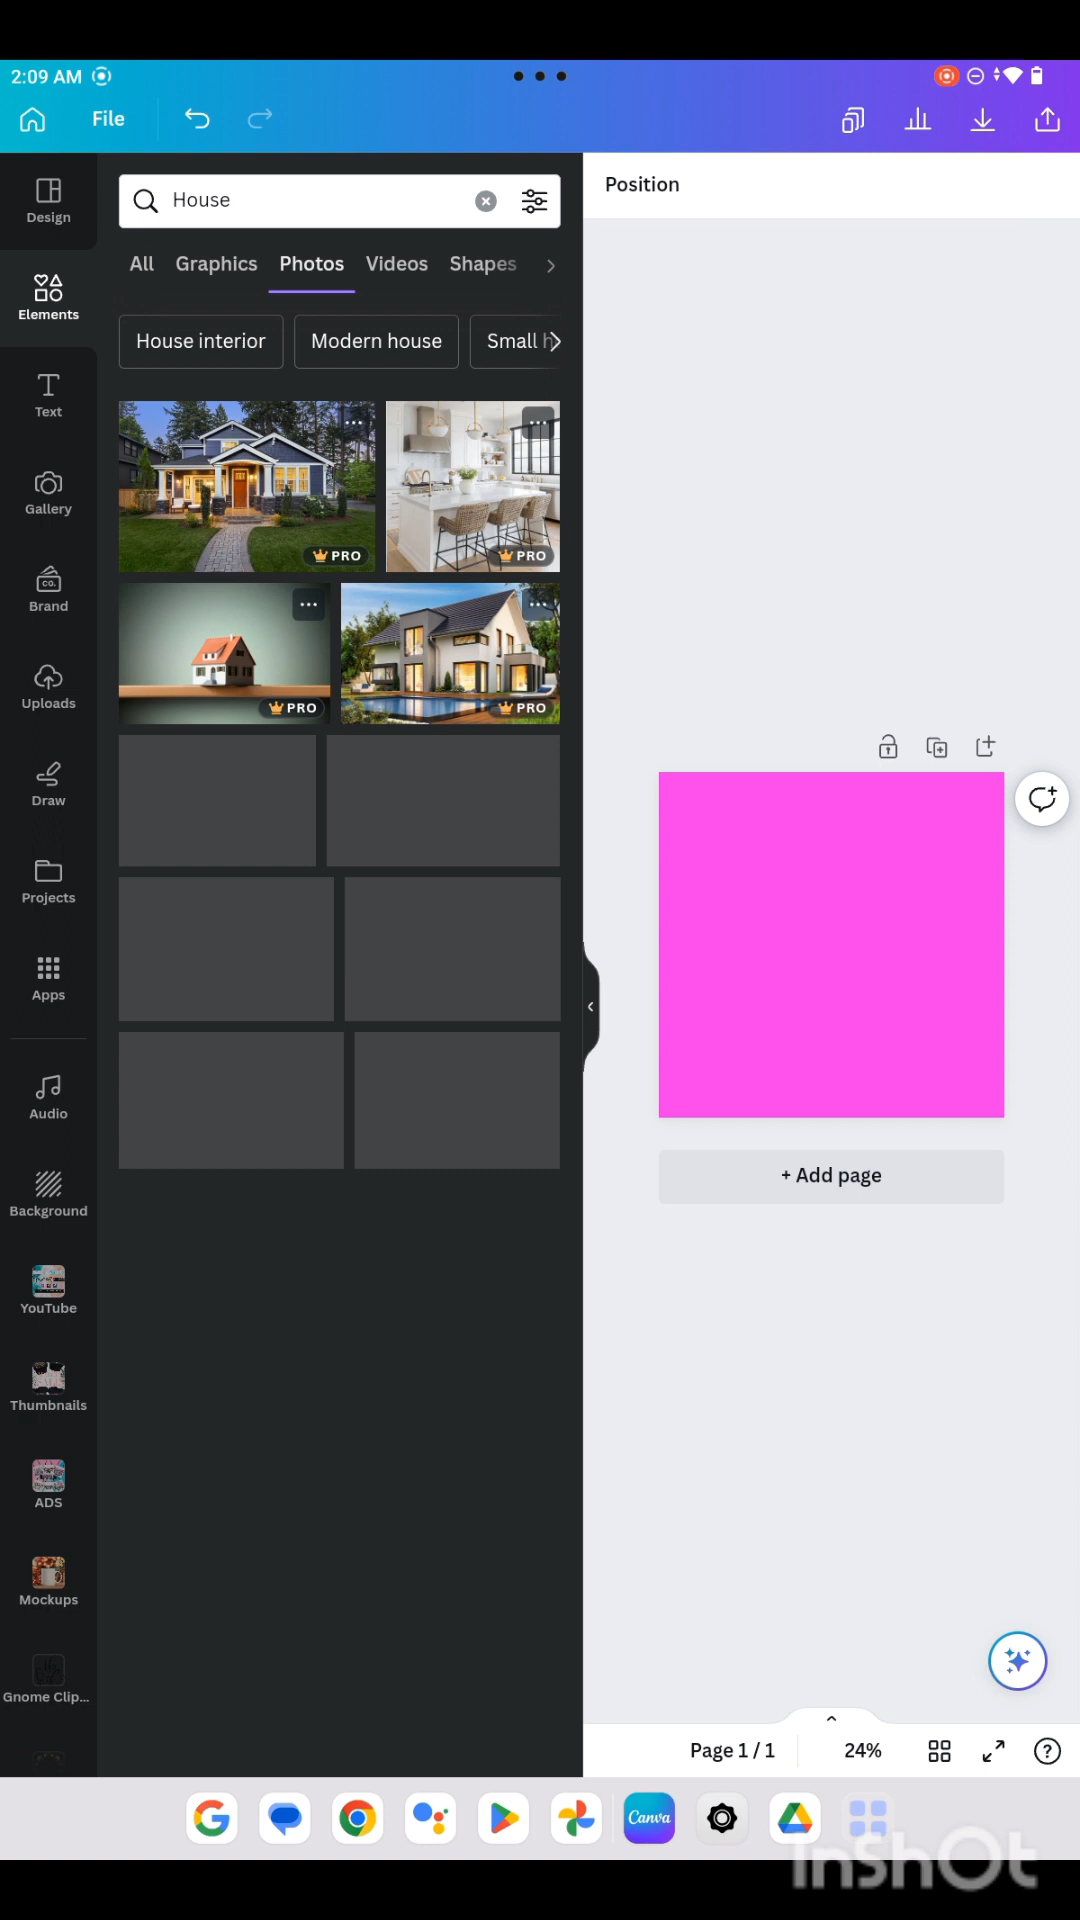 2:09 AM
File
Position
Design
House
All Graphics Photos Videos Shapes
Elements
House interior Modern house Small h
Text
Gallery
PRO PRO
Brand
Uploads
PRO PRO
Draw
Projects
Apps
Audio
+ Add page
Background
YouTube
Thumbnails
ADS
Mockups
Gnome Clip...
Page 1 / 1 24%
Canva
InShOt